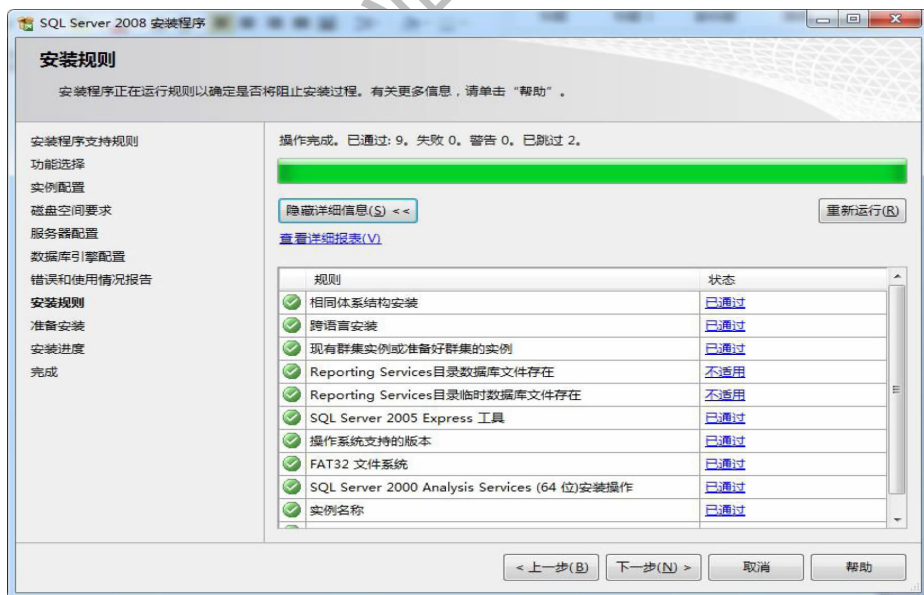 SQL Server 2008 安装程序
安装规则
安装程序正在运行规则以确定是否将阻止安装过程。有关更多信息，请单击“帮助”。
安装程序支持规则
功能选择
实例配置
磁盘空间要求
服务器配置
数据库引擎配置
错误和使用情况报告
安装规则
准备安装
安装进度
完成
操作完成。已通过: 9。失败 0。警告 0。已跳过 2。
隐藏详细信息(S) <<
重新运行(R)
查看详细报表(V)
规则 状态
相同体系结构安装 已通过
跨语言安装 已通过
现有群集实例或准备好群集的实例 已通过
Reporting Services目录数据库文件存在 不适用
Reporting Services目录临时数据库文件存在 不适用
SQL Server 2005 Express 工具 已通过
操作系统支持的版本 已通过
FAT32 文件系统 已通过
SQL Server 2000 Analysis Services (64 位)安装操作 已通过
实例名称 已通过
< 上一步(B) 下一步(N) > 取消 帮助